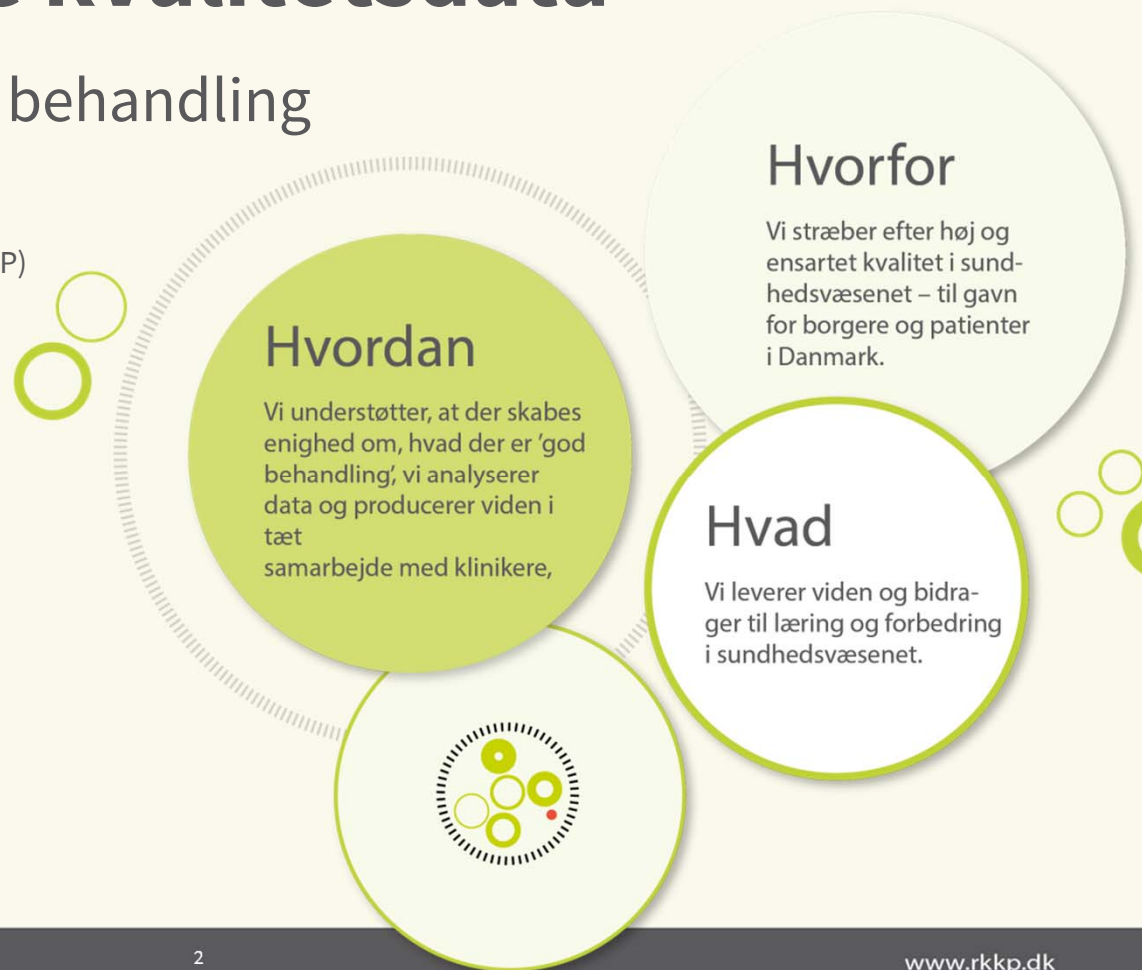 kvalitetsdata
behandling
P)
Hvordan
Vi understøtter, at der skabes
enighed om, hvad der er ’god
behandling’, vi analyserer
data og producerer viden i
tæt
samarbejde med klinikere,
Hvorfor
Vi stræber efter høj og
ensartet kvalitet i sund-
hedsvæsenet – til gavn
for borgere og patienter
i Danmark.
Hvad
Vi leverer viden og bidra-
ger til læring og forbedring
i sundhedsvæsenet.
2
www.rkkp.dk